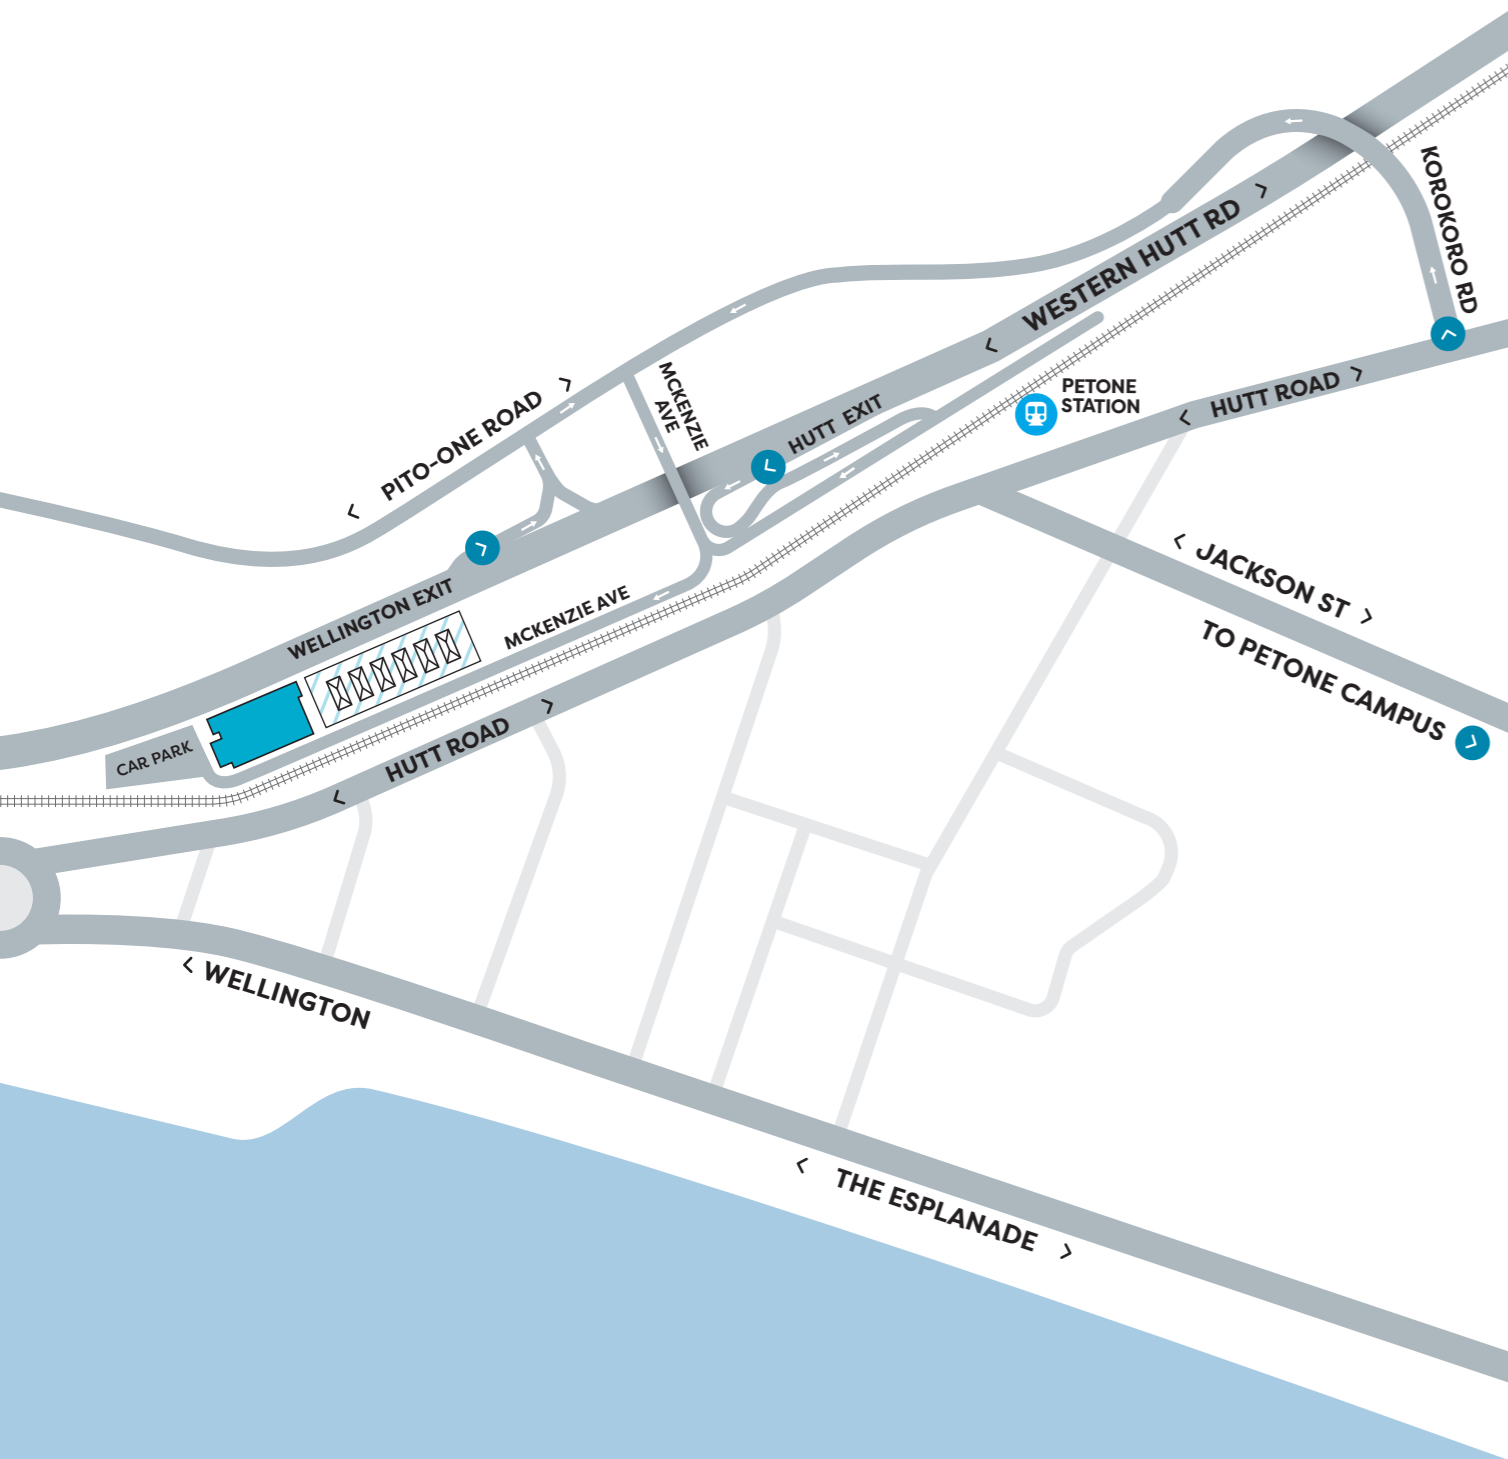 KOROKORO RD
WESTERN HUTT RD
PETONE
STATION
HUTT ROAD
MCKENZIE
AVE
PITO-ONE ROAD
HUTT EXIT
WELLINGTON EXIT
MCKENZIE AVE
JACKSON ST
TO PETONE CAMPUS
CAR PARK
HUTT ROAD
WELLINGTON
THE ESPLANADE